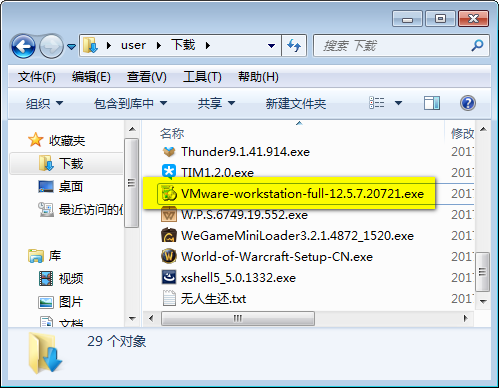 user 下载
搜索 下载
文件(F) 编辑(E) 查看(V) 工具(T) 帮助(H)
组织 包含到库中 共享 新建文件夹
收藏夹
下载
桌面
最近访问的
库
视频
图片
文档
名称 修改
Thunder9.1.41.914.exe 201
TIM1.2.0.exe 201
VMware-workstation-full-12.5.7.20721.exe 201
W.P.S.6749.19.552.exe 201
WeGameMiniLoader3.2.1.4872_1520.exe 201
World-of-Warcraft-Setup-CN.exe 201
xshell5_5.0.1332.exe 201
无人生还.txt 201
29 个对象